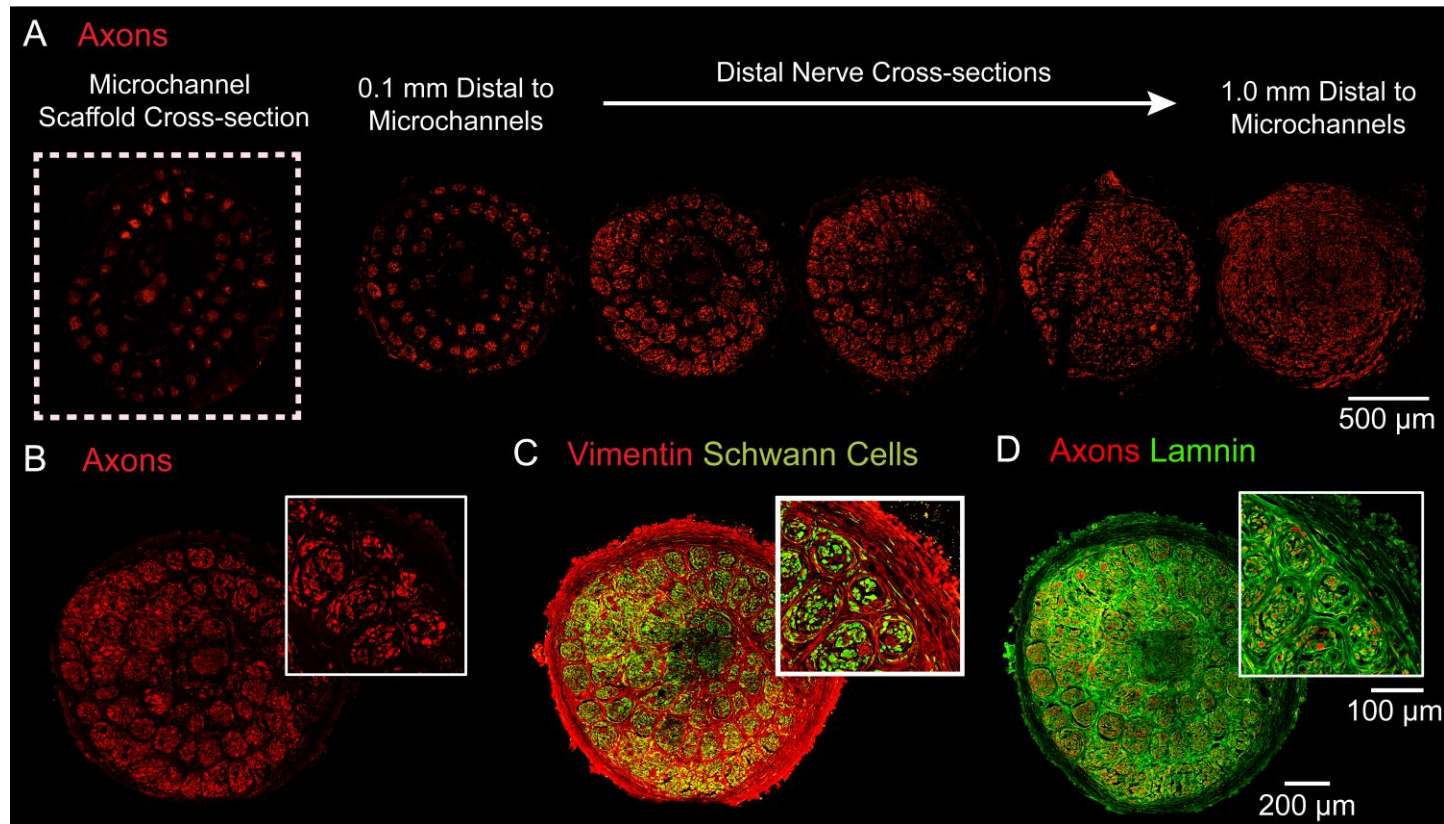 A Axons
Microchannel
Scaffold Cross-section
0.1 mm Distal to
Microchannels
Distal Nerve Cross-sections
1.0 mm Distal to
Microchannels
500 µm
B Axons
C Vimentin Schwann Cells
D Axons Lamnin
100 µm
200 µm